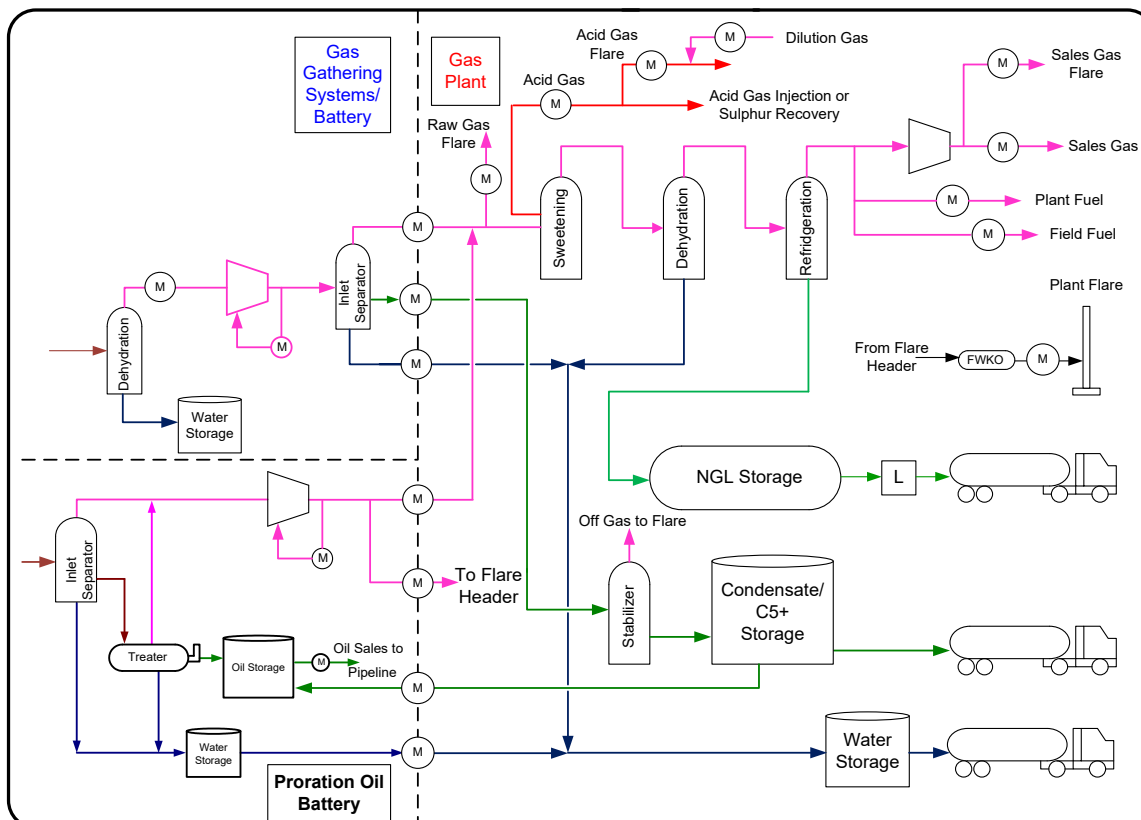 Gas
Gathering
Systems/
Battery
Gas
Plant
Acid Gas
Flare
M
M
Dilution Gas
Acid Gas
M
Acid Gas Injection or
Sulphur Recovery
M
Sales Gas
Flare
M
Sales Gas
Raw Gas
Flare
M
Sweetening
Dehydration
Refridgeration
M
Plant Fuel
M
Field Fuel
M
Inlet
Separator
M
M
M
M
Dehydration
Water
Storage
Plant Flare
From Flare
Header
FWKO
M
NGL Storage
L
M
M
Inlet
Separator
M
To Flare
Header
Off Gas to Flare
Stabilizer
Condensate/
C5+
Storage
Treater
Oil Storage
M
Oil Sales to
Pipeline
M
Water
Storage
M
Water
Storage
Proration Oil
Battery